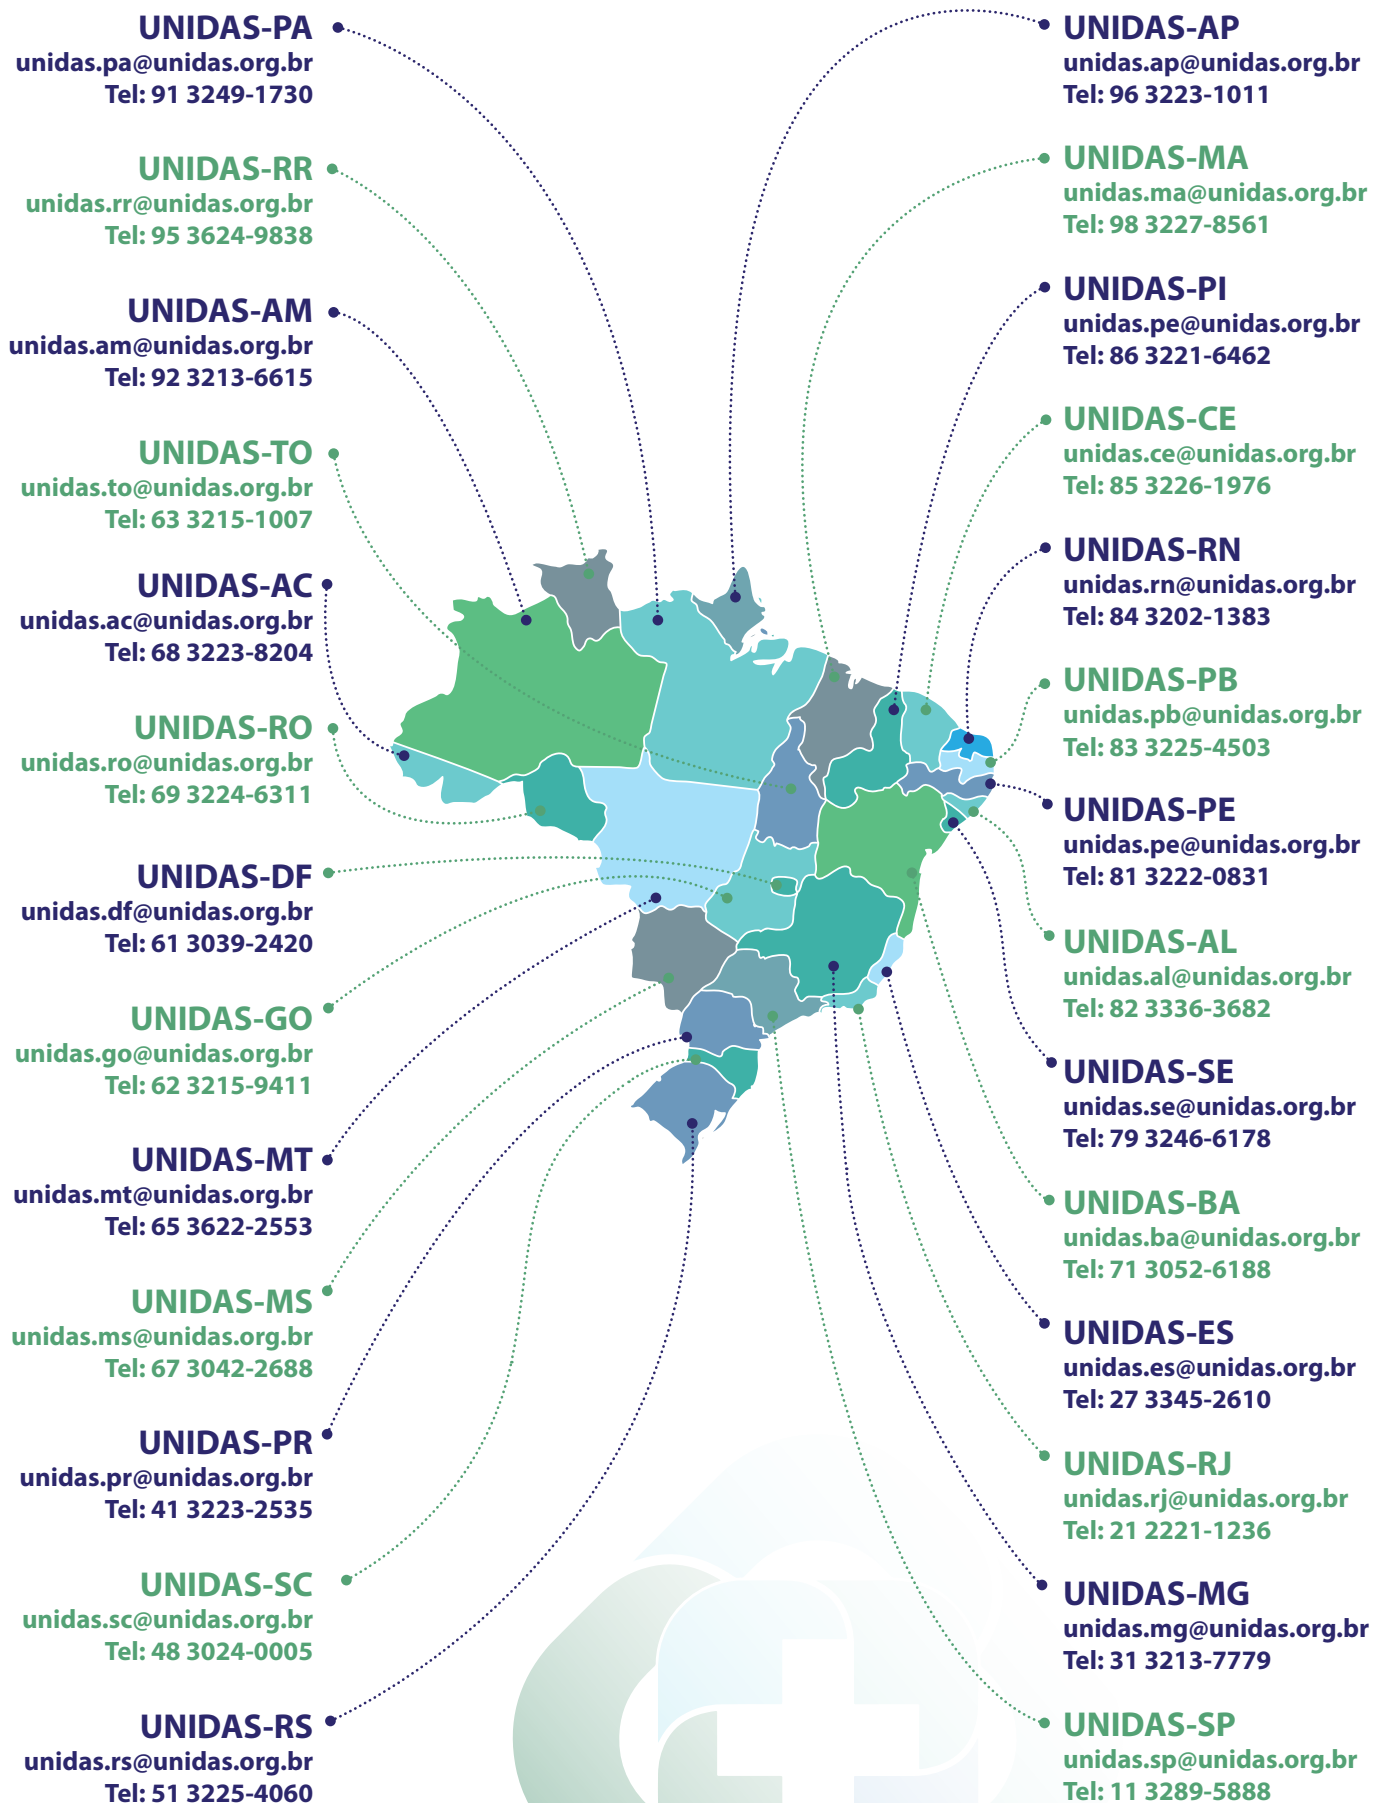 UNIDAS-PA
unidas.pa@unidas.org.br
Tel: 91 3249-1730
UNIDAS-RR
unidas.rr@unidas.org.br
Tel: 95 3624-9838
UNIDAS-AM
unidas.am@unidas.org.br
Tel: 92 3213-6615
UNIDAS-TO
unidas.to@unidas.org.br
Tel: 63 3215-1007
UNIDAS-AC
unidas.ac@unidas.org.br
Tel: 68 3223-8204
UNIDAS-RO
unidas.ro@unidas.org.br
Tel: 69 3224-6311
UNIDAS-DF
unidas.df@unidas.org.br
Tel: 61 3039-2420
UNIDAS-GO
unidas.go@unidas.org.br
Tel: 62 3215-9411
UNIDAS-MT
unidas.mt@unidas.org.br
Tel: 65 3622-2553
UNIDAS-MS
unidas.ms@unidas.org.br
Tel: 67 3042-2688
UNIDAS-PR
unidas.pr@unidas.org.br
Tel: 41 3223-2535
UNIDAS-SC
unidas.sc@unidas.org.br
Tel: 48 3024-0005
UNIDAS-RS
unidas.rs@unidas.org.br
Tel: 51 3225-4060
UNIDAS-AP
unidas.ap@unidas.org.br
Tel: 96 3223-1011
UNIDAS-MA
unidas.ma@unidas.org.br
Tel: 98 3227-8561
UNIDAS-PI
unidas.pe@unidas.org.br
Tel: 86 3221-6462
UNIDAS-CE
unidas.ce@unidas.org.br
Tel: 85 3226-1976
UNIDAS-RN
unidas.rn@unidas.org.br
Tel: 84 3202-1383
UNIDAS-PB
unidas.pb@unidas.org.br
Tel: 83 3225-4503
UNIDAS-PE
unidas.pe@unidas.org.br
Tel: 81 3222-0831
UNIDAS-AL
unidas.al@unidas.org.br
Tel: 82 3336-3682
UNIDAS-SE
unidas.se@unidas.org.br
Tel: 79 3246-6178
UNIDAS-BA
unidas.ba@unidas.org.br
Tel: 71 3052-6188
UNIDAS-ES
unidas.es@unidas.org.br
Tel: 27 3345-2610
UNIDAS-RJ
unidas.rj@unidas.org.br
Tel: 21 2221-1236
UNIDAS-MG
unidas.mg@unidas.org.br
Tel: 31 3213-7779
UNIDAS-SP
unidas.sp@unidas.org.br
Tel: 11 3289-5888